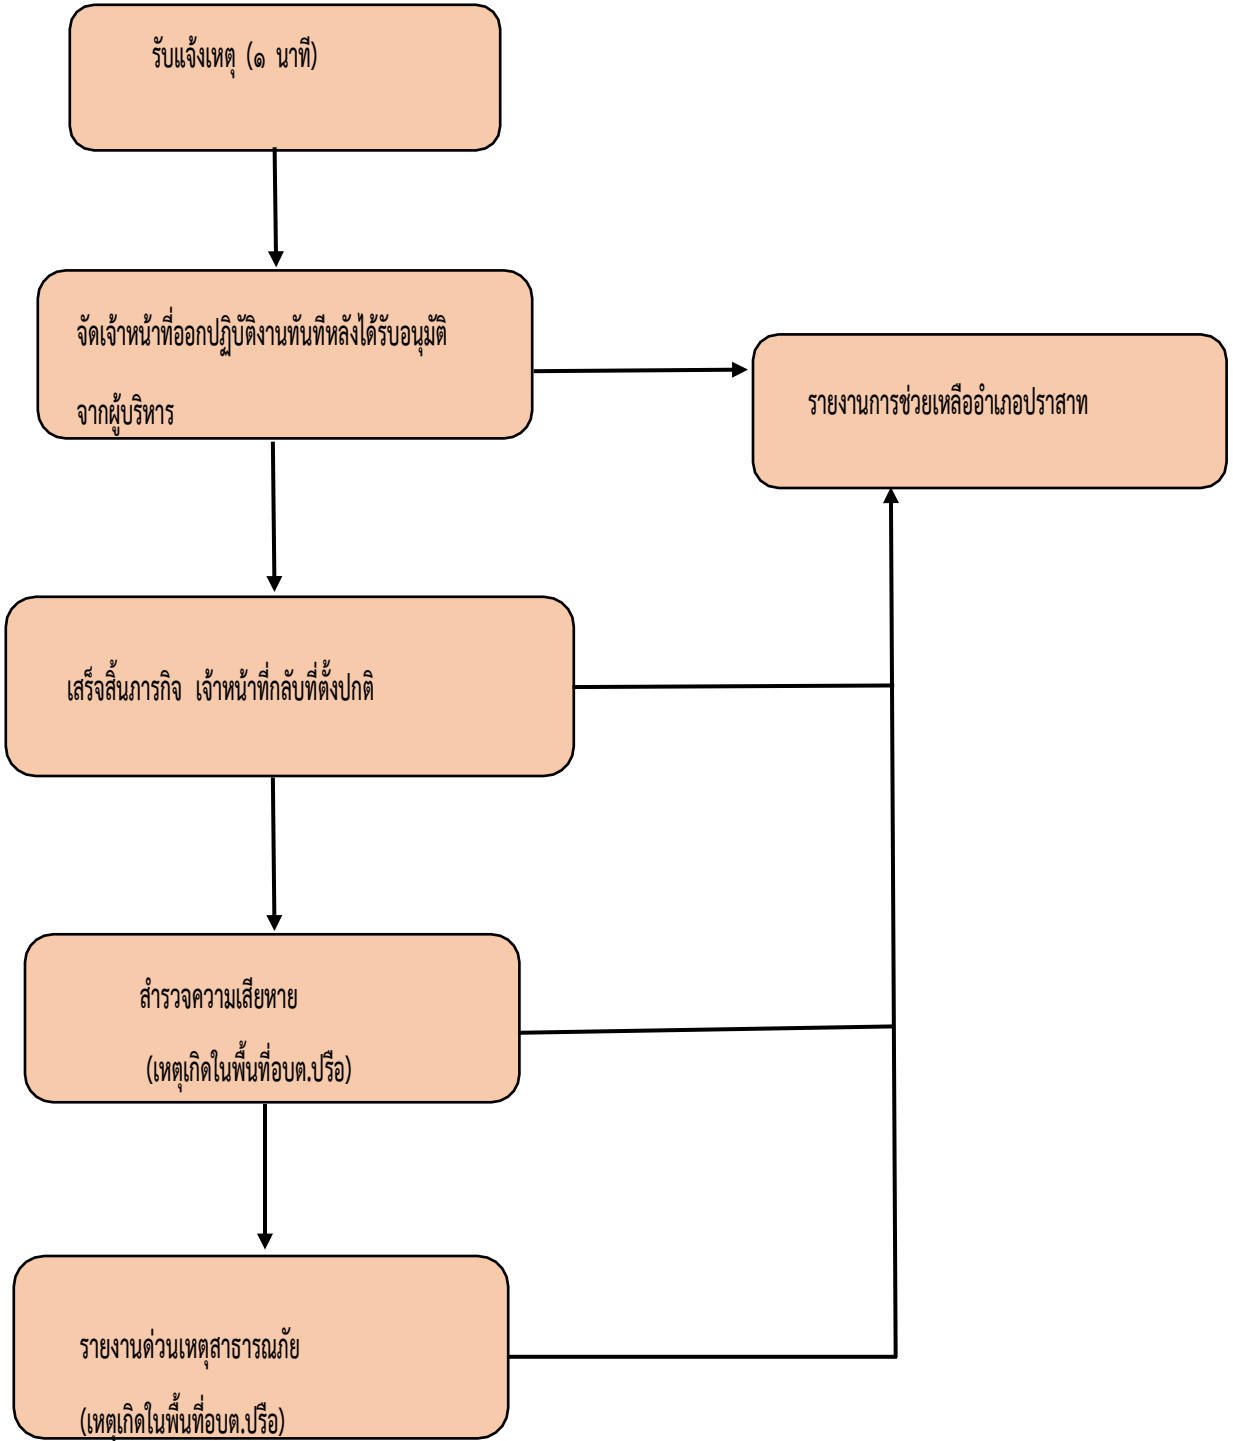 รับแจ้งเหตุ (๑ นาที)
จัดเจ้าหน้าที่ออกปฏิบัติงานทันทีหลังได้รับอนุมัติ
จากผู้บริหาร
รายงานการช่วยเหลืออำเภอปราสาท
เสร็จสิ้นภารกิจ เจ้าหน้าที่กลับที่ตั้งปกติ
สำรวจความเสียหาย
(เหตุเกิดในพื้นที่อบต.ปรือ)
รายงานด่วนเหตุสาธารณภัย
(เหตุเกิดในพื้นที่อบต.ปรือ)